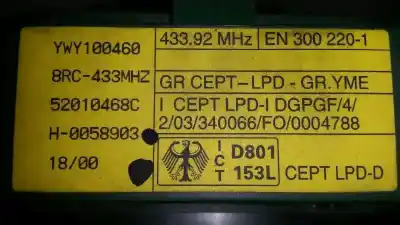 YWY100460
8RC-433MHZ
52010468C
H-0058903
18/00
433.92 MHz
EN 300 220-1
GR CEPT-LPD - GR.YME
I CEPT LPD-I DGPGF/4/
2/03/340066/FO/0004788
I
C
T
D801
153L
CEPT LPD-D